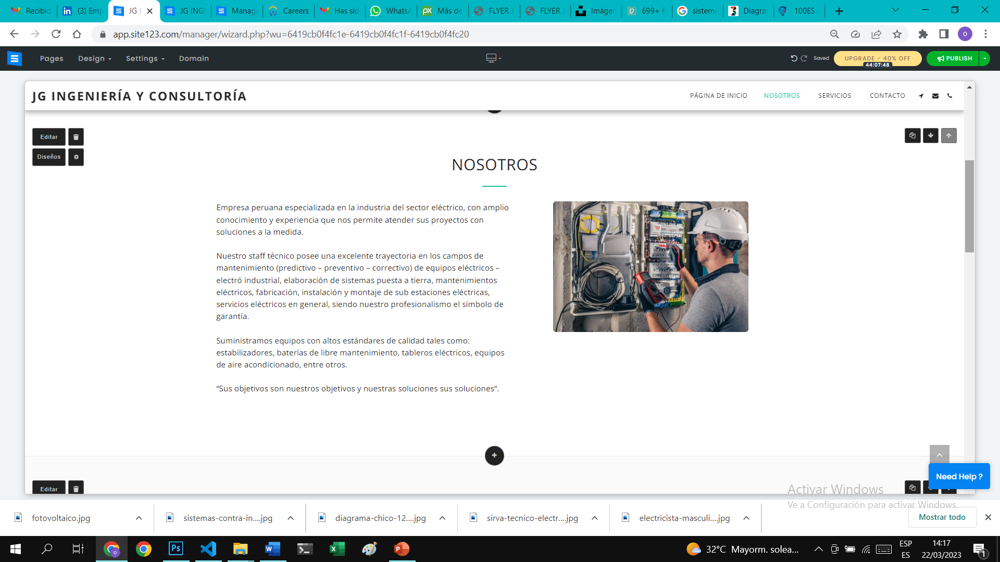 Recibid
(3) Emp
JG I
JG ING
Manag
Careers
Has sid
WhatsA
Más de
FLYER J
FLYER J
Imágen
699+ F
sistema
Diagra
100ES
app.site123.com/manager/wizard.php?wu=6419cb0f4fc1e-6419cb0f4fc1f-6419cb0f4fc20
O
Pages
Design
Settings
Domain
Saved
UPGRADE - 40% OFF
44:07:48
PUBLISH
JG INGENIERÍA Y CONSULTORÍA
PÁGINA DE INICIO
NOSOTROS
SERVICIOS
CONTACTO
Editar
Diseños
NOSOTROS
Empresa peruana especializada en la industria del sector eléctrico, con amplio
conocimiento y experiencia que nos permite atender sus proyectos con
soluciones a la medida.
Nuestro staff técnico posee una excelente trayectoria en los campos de
mantenimiento (predictivo – preventivo – correctivo) de equipos eléctricos –
electró industrial, elaboración de sistemas puesta a tierra, mantenimientos
eléctricos, fabricación, instalación y montaje de sub estaciones eléctricas,
servicios eléctricos en general, siendo nuestro profesionalismo el símbolo de
garantía.
Suministramos equipos con altos estándares de calidad tales como:
estabilizadores, baterías de libre mantenimiento, tableros eléctricos, equipos
de aire acondicionado, entre otros.
“Sus objetivos son nuestros objetivos y nuestras soluciones sus soluciones“.
Editar
Need Help ?
Activar Windows
Ve a Configuración para activar Windows.
fotovoltaico.jpg
sistemas-contra-in....jpg
diagrama-chico-12....jpg
sirva-tecnico-electr....jpg
electricista-masculi....jpg
Mostrar todo
32°C Mayorm. solea...
ESP
ES
14:17
22/03/2023
1